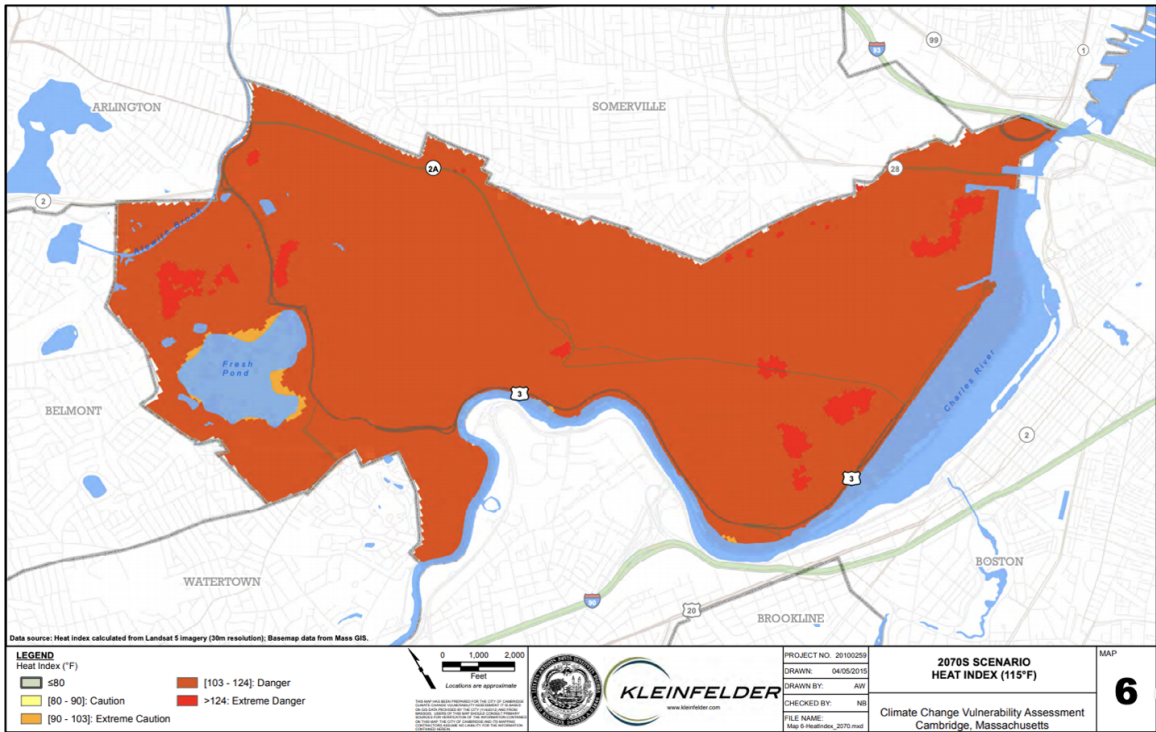 93
99
1
ARLINGTON
SOMERVILLE
2A
28
2
Fresh
Pond
BELMONT
3
Charles River
2
3
WATERTOWN
BOSTON
90
20
BROOKLINE
Data source: Heat index calculated from Landsat 5 imagery (30m resolution); Basemap data from Mass GIS.
LEGEND
Heat Index (°F)
≤80
[80 - 90]: Caution
[90 - 103]: Extreme Caution
[103 - 124]: Danger
>124: Extreme Danger
0 1,000 2,000
Feet
Locations are approximate
KLEINFELDER
www.kleinfelder.com
PROJECT NO. 20100259
DRAWN: 04/05/2015
DRAWN BY: AW
CHECKED BY: NB
FILE NAME:
Map 6-HeatIndex_2070.mxd
2070S SCENARIO
HEAT INDEX (115°F)
Climate Change Vulnerability Assessment
Cambridge, Massachusetts
MAP
6